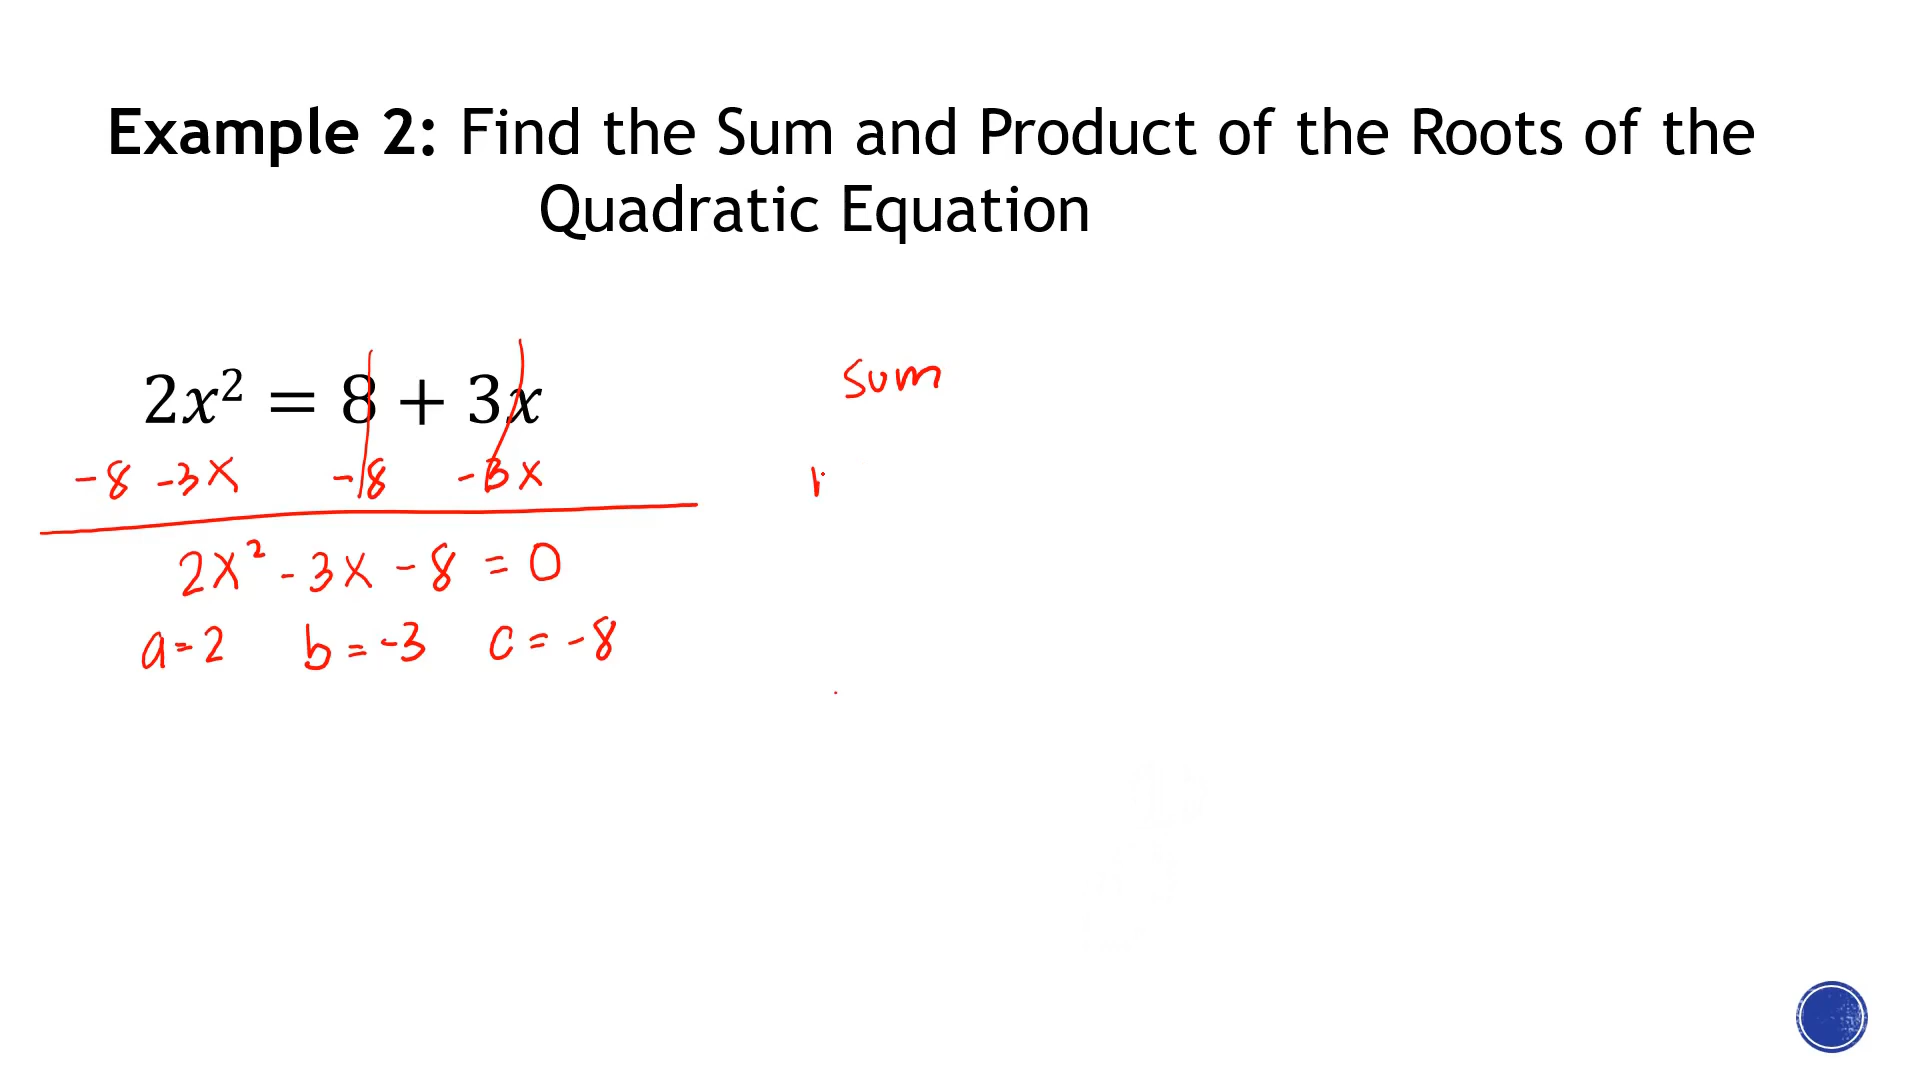 Example 2: Find the Sum and Product of the Roots of the
Quadratic Equation
2x² = 8 + 3x
-8 -3x -8 -3x
2x² - 3x - 8 = 0
a = 2 b = -3 c = -8
sum